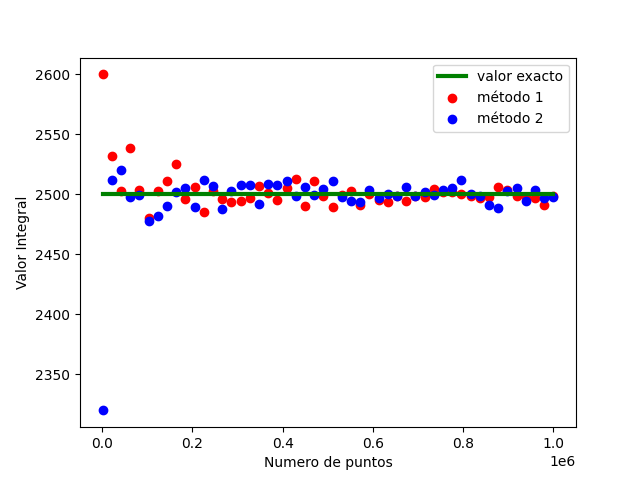 2600
2550
2500
2450
2400
2350
Valor Integral
0.0
0.2
0.4
0.6
0.8
1.0
1e6
Numero de puntos
valor exacto
método 1
método 2